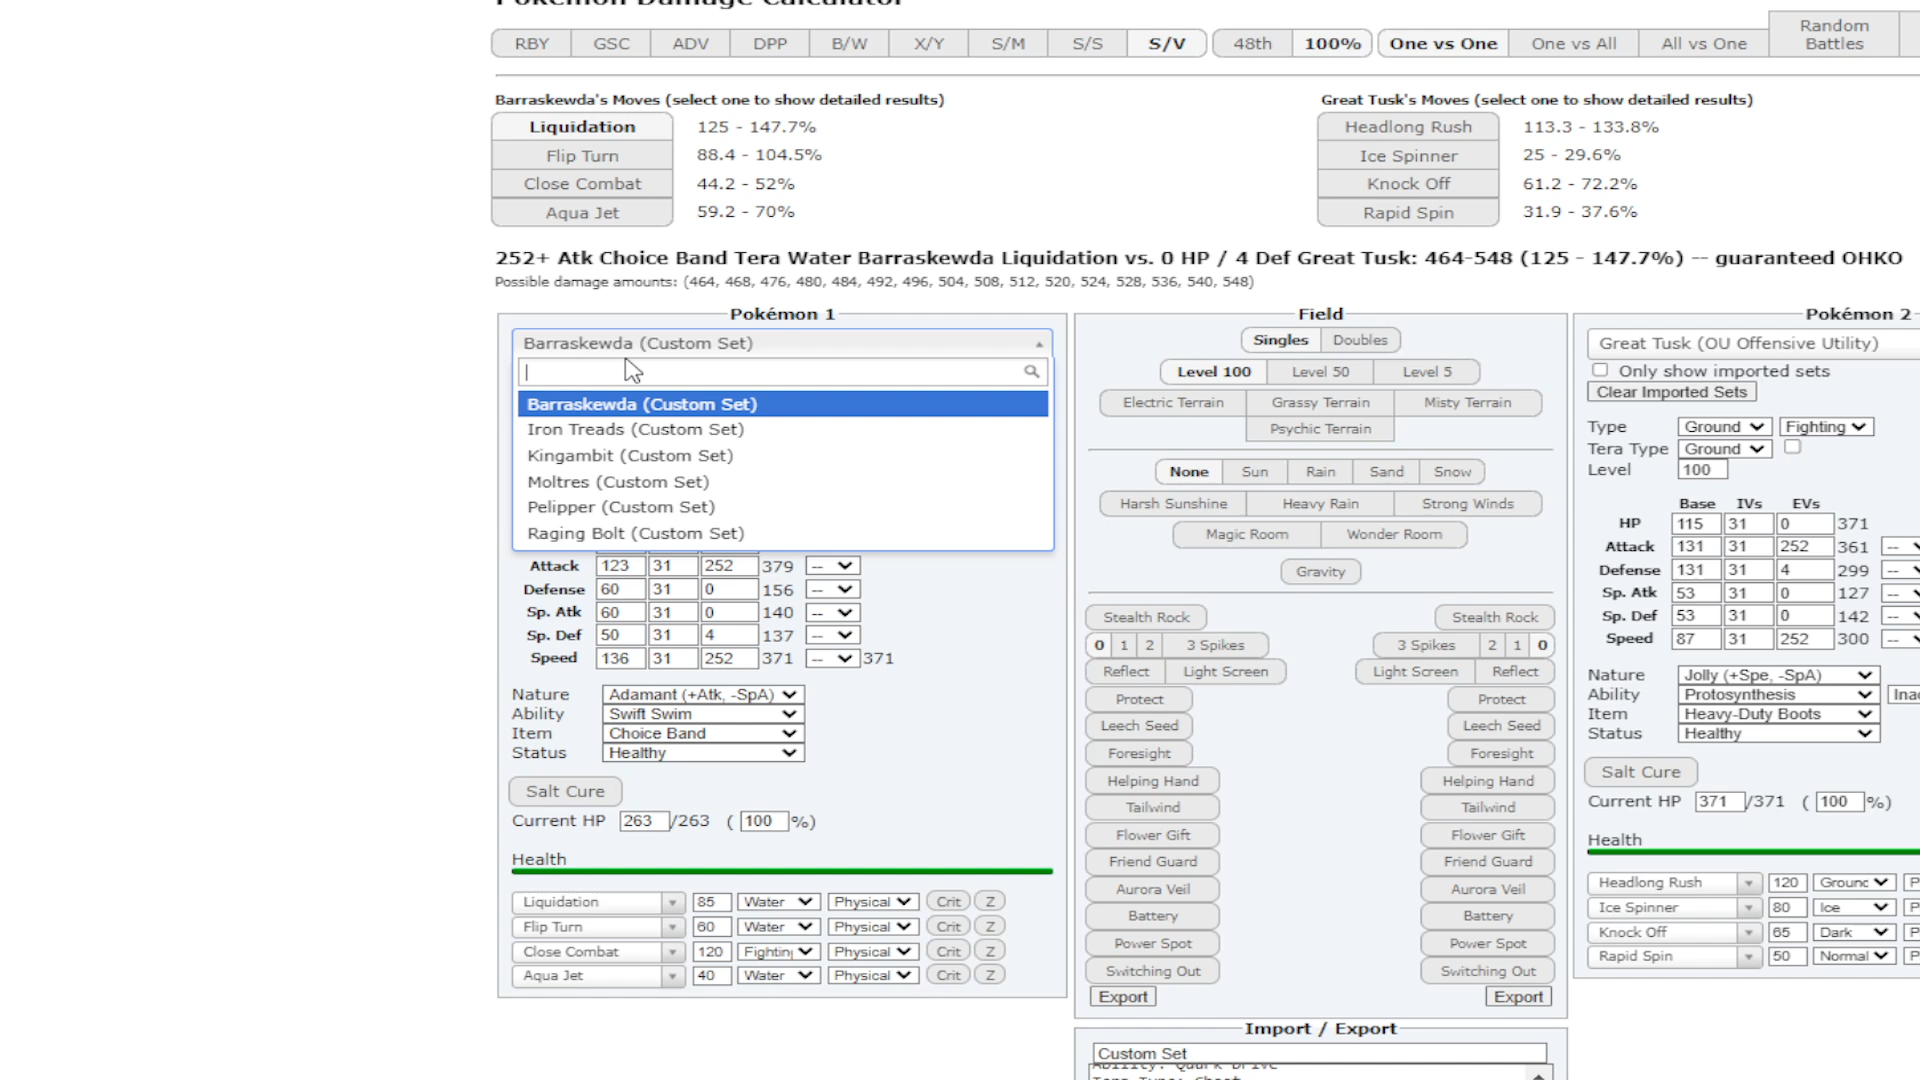 Pokémon Damage Calculator
RBY GSC ADV DPP B/W X/Y S/M S/S S/V 48th 100% One vs One One vs All All vs One Random Battles
Barraskewda's Moves (select one to show detailed results)
Liquidation 125 - 147.7%
Flip Turn 88.4 - 104.5%
Close Combat 44.2 - 52%
Aqua Jet 59.2 - 70%
Great Tusk's Moves (select one to show detailed results)
Headlong Rush 113.3 - 133.8%
Ice Spinner 25 - 29.6%
Knock Off 61.2 - 72.2%
Rapid Spin 31.9 - 37.6%
252+ Atk Choice Band Tera Water Barraskewda Liquidation vs. 0 HP / 4 Def Great Tusk: 464-548 (125 - 147.7%) -- guaranteed OHKO
Possible damage amounts: (464, 468, 476, 480, 484, 492, 496, 504, 508, 512, 520, 524, 528, 536, 540, 548)
Pokémon 1
Barraskewda (Custom Set)
Barraskewda (Custom Set)
Iron Treads (Custom Set)
Kingambit (Custom Set)
Moltres (Custom Set)
Pelipper (Custom Set)
Raging Bolt (Custom Set)
Attack 123 31 252 379 --
Defense 60 31 0 156 --
Sp. Atk 60 31 0 140 --
Sp. Def 50 31 4 137 --
Speed 136 31 252 371 -- 371
Nature Adamant (+Atk, -SpA)
Ability Swift Swim
Item Choice Band
Status Healthy
Salt Cure
Current HP 263 /263 ( 100 %)
Health
Liquidation 85 Water Physical Crit Z
Flip Turn 60 Water Physical Crit Z
Close Combat 120 Fighting Physical Crit Z
Aqua Jet 40 Water Physical Crit Z
Field
Singles Doubles
Level 100 Level 50 Level 5
Electric Terrain Grassy Terrain Misty Terrain
Psychic Terrain
None Sun Rain Sand Snow
Harsh Sunshine Heavy Rain Strong Winds
Magic Room Wonder Room
Gravity
Stealth Rock Stealth Rock
0 1 2 3 Spikes 3 Spikes 2 1 0
Reflect Light Screen Light Screen Reflect
Protect Protect
Leech Seed Leech Seed
Foresight Foresight
Helping Hand Helping Hand
Tailwind Tailwind
Flower Gift Flower Gift
Friend Guard Friend Guard
Aurora Veil Aurora Veil
Battery Battery
Power Spot Power Spot
Switching Out Switching Out
Export Export
Import / Export
Custom Set
Ability: Quark Drive
Tera Type: Ghost
Pokémon 2
Great Tusk (OU Offensive Utility)
Only show imported sets
Clear Imported Sets
Type Ground Fighting
Tera Type Ground
Level 100
Base IVs EVs
HP 115 31 0 371
Attack 131 31 252 361 --
Defense 131 31 4 299 --
Sp. Atk 53 31 0 127 --
Sp. Def 53 31 0 142 --
Speed 87 31 252 300 --
Nature Jolly (+Spe, -SpA)
Ability Protosynthesis Inac
Item Heavy-Duty Boots
Status Healthy
Salt Cure
Current HP 371 /371 ( 100 %)
Health
Headlong Rush 120 Ground P
Ice Spinner 80 Ice P
Knock Off 65 Dark P
Rapid Spin 50 Normal P